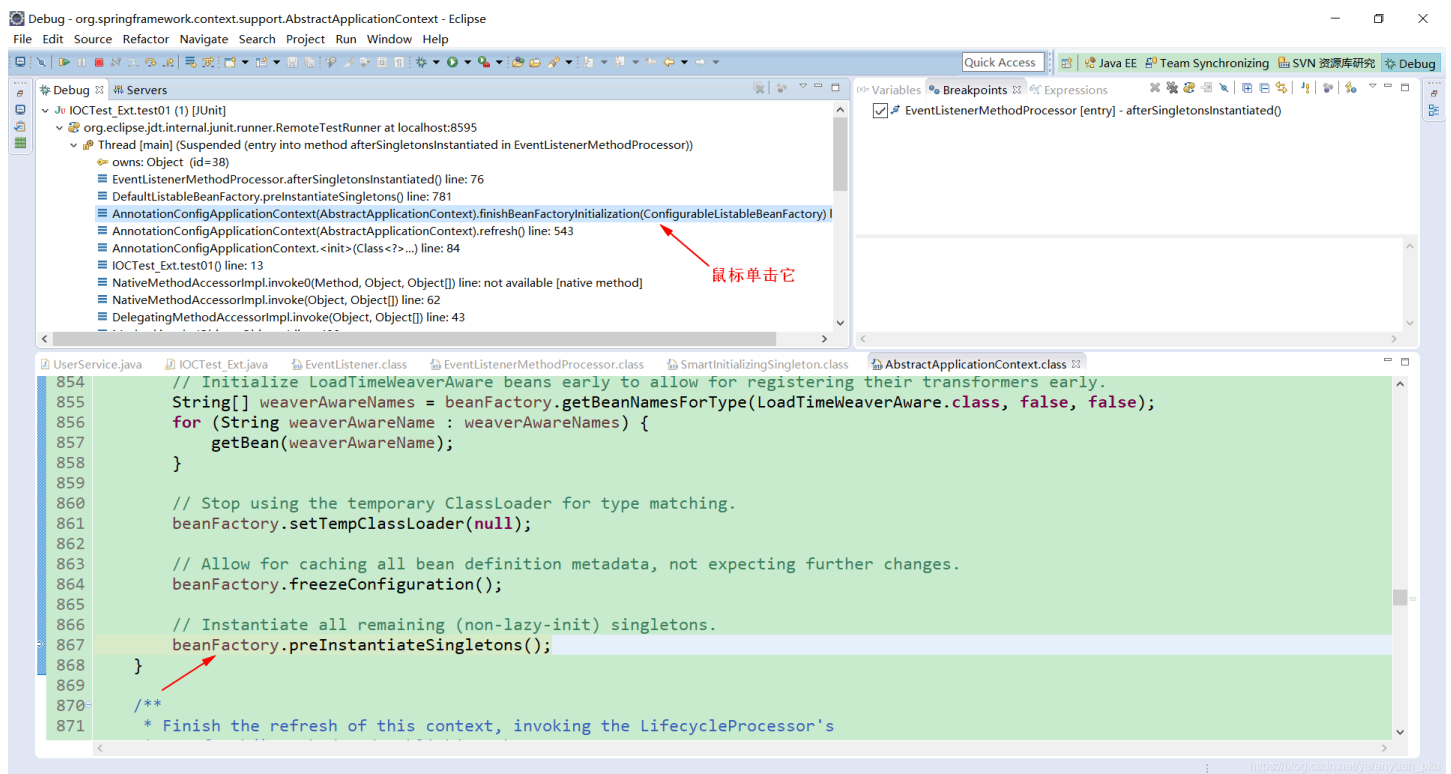 Debug - org.springframework.context.support.AbstractApplicationContext - Eclipse
File Edit Source Refactor Navigate Search Project Run Window Help
Quick Access Java EE Team Synchronizing SVN 资源库研究 Debug
Debug Servers
IOCTest_Ext.test01 (1) [JUnit]
org.eclipse.jdt.internal.junit.runner.RemoteTestRunner at localhost:8595
Thread [main] (Suspended (entry into method afterSingletonsInstantiated in EventListenerMethodProcessor))
owns: Object (id=38)
EventListenerMethodProcessor.afterSingletonsInstantiated() line: 76
DefaultListableBeanFactory.preInstantiateSingletons() line: 781
AnnotationConfigApplicationContext(AbstractApplicationContext).finishBeanFactoryInitialization(ConfigurableListableBeanFactory) l
AnnotationConfigApplicationContext(AbstractApplicationContext).refresh() line: 543
AnnotationConfigApplicationContext.<init>(Class<?>...) line: 84
IOCTest_Ext.test01() line: 13
NativeMethodAccessorImpl.invoke0(Method, Object, Object[]) line: not available [native method]
NativeMethodAccessorImpl.invoke(Object, Object[]) line: 62
DelegatingMethodAccessorImpl.invoke(Object, Object[]) line: 43
鼠标单击它
Variables Breakpoints Expressions
EventListenerMethodProcessor [entry] - afterSingletonsInstantiated()
UserService.java IOCTest_Ext.java EventListener.class EventListenerMethodProcessor.class SmartInitializingSingleton.class AbstractApplicationContext.class
854 // Initialize LoadTimeWeaverAware beans early to allow for registering their transformers early.
855 String[] weaverAwareNames = beanFactory.getBeanNamesForType(LoadTimeWeaverAware.class, false, false);
856 for (String weaverAwareName : weaverAwareNames) {
857 getBean(weaverAwareName);
858 }
859
860 // Stop using the temporary ClassLoader for type matching.
861 beanFactory.setTempClassLoader(null);
862
863 // Allow for caching all bean definition metadata, not expecting further changes.
864 beanFactory.freezeConfiguration();
865
866 // Instantiate all remaining (non-lazy-init) singletons.
867 beanFactory.preInstantiateSingletons();
868 }
869
870 /**
871 * Finish the refresh of this context, invoking the LifecycleProcessor's